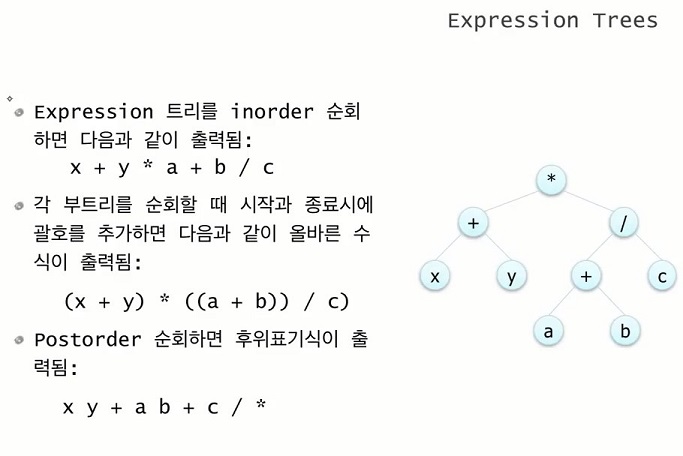 Expression Trees
Expression 트리를 inorder 순회
하면 다음과 같이 출력됨:
x + y * a + b / c
각 부트리를 순회할 때 시작과 종료시에
괄호를 추가하면 다음과 같이 올바른 수
식이 출력됨:
(x + y) * ((a + b)) / c)
Postorder 순회하면 후위표기식이 출
력됨:
x y + a b + c / *
*
+ /
x y + c
a b